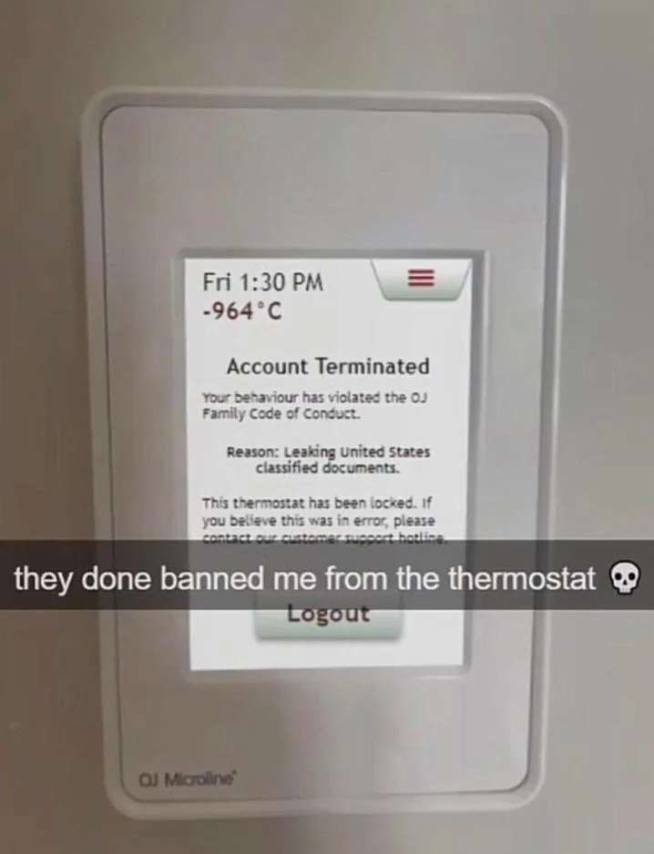 Fri 1:30 PM
-964°C
Account Terminated
Your behaviour has violated the OJ
Family Code of Conduct.
Reason: Leaking United States
classified documents.
This thermostat has been locked. If
you believe this was in error, please
contact our customer support hotline.
they done banned me from the thermostat 💀
Logout
OJ Microline®